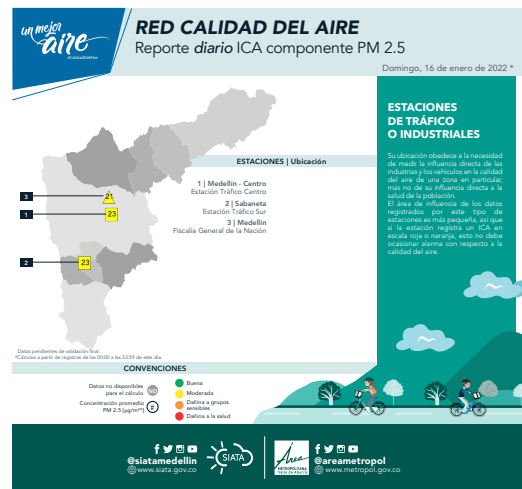 un mejor
aire
#CalidadDelAire
RED CALIDAD DEL AIRE
Reporte diario ICA componente PM 2.5
Domingo, 16 de enero de 2022 *
ESTACIONES
DE TRÁFICO
O INDUSTRIALES
Su ubicación obedece a la necesidad
de medir la influencia directa de las
industrias y los vehículos en la calidad
del aire de una zona en particular,
mas no de su influencia directa a la
salud de la población.
El área de influencia de los datos
registrados por este tipo de
estaciones es más pequeña, así que
si la estación registra un ICA en
escala roja o naranja, esto no debe
ocasionar alarma con respecto a la
calidad del aire.
ESTACIONES | Ubicación
1 | Medellín - Centro
Estación Tráfico Centro
2 | Sabaneta
Estación Tráfico Sur
3 | Medellín
Fiscalía General de la Nación
3
21
1
23
2
23
Datos pendientes de validación final.
*Cálculos a partir de registros de las 00:00 a las 23:59 de este día.
CONVENCIONES
Datos no disponibles
para el cálculo
ND
Concentración promedio
PM 2.5 [µg/m³]
#
Buena
Moderada
Dañina a grupos
sensibles
Dañina a la salud
@siatamedellin
www.siata.gov.co
SIATA
Área
METROPOLITANA
Valle de Aburrá
@areametropol
www.metropol.gov.co